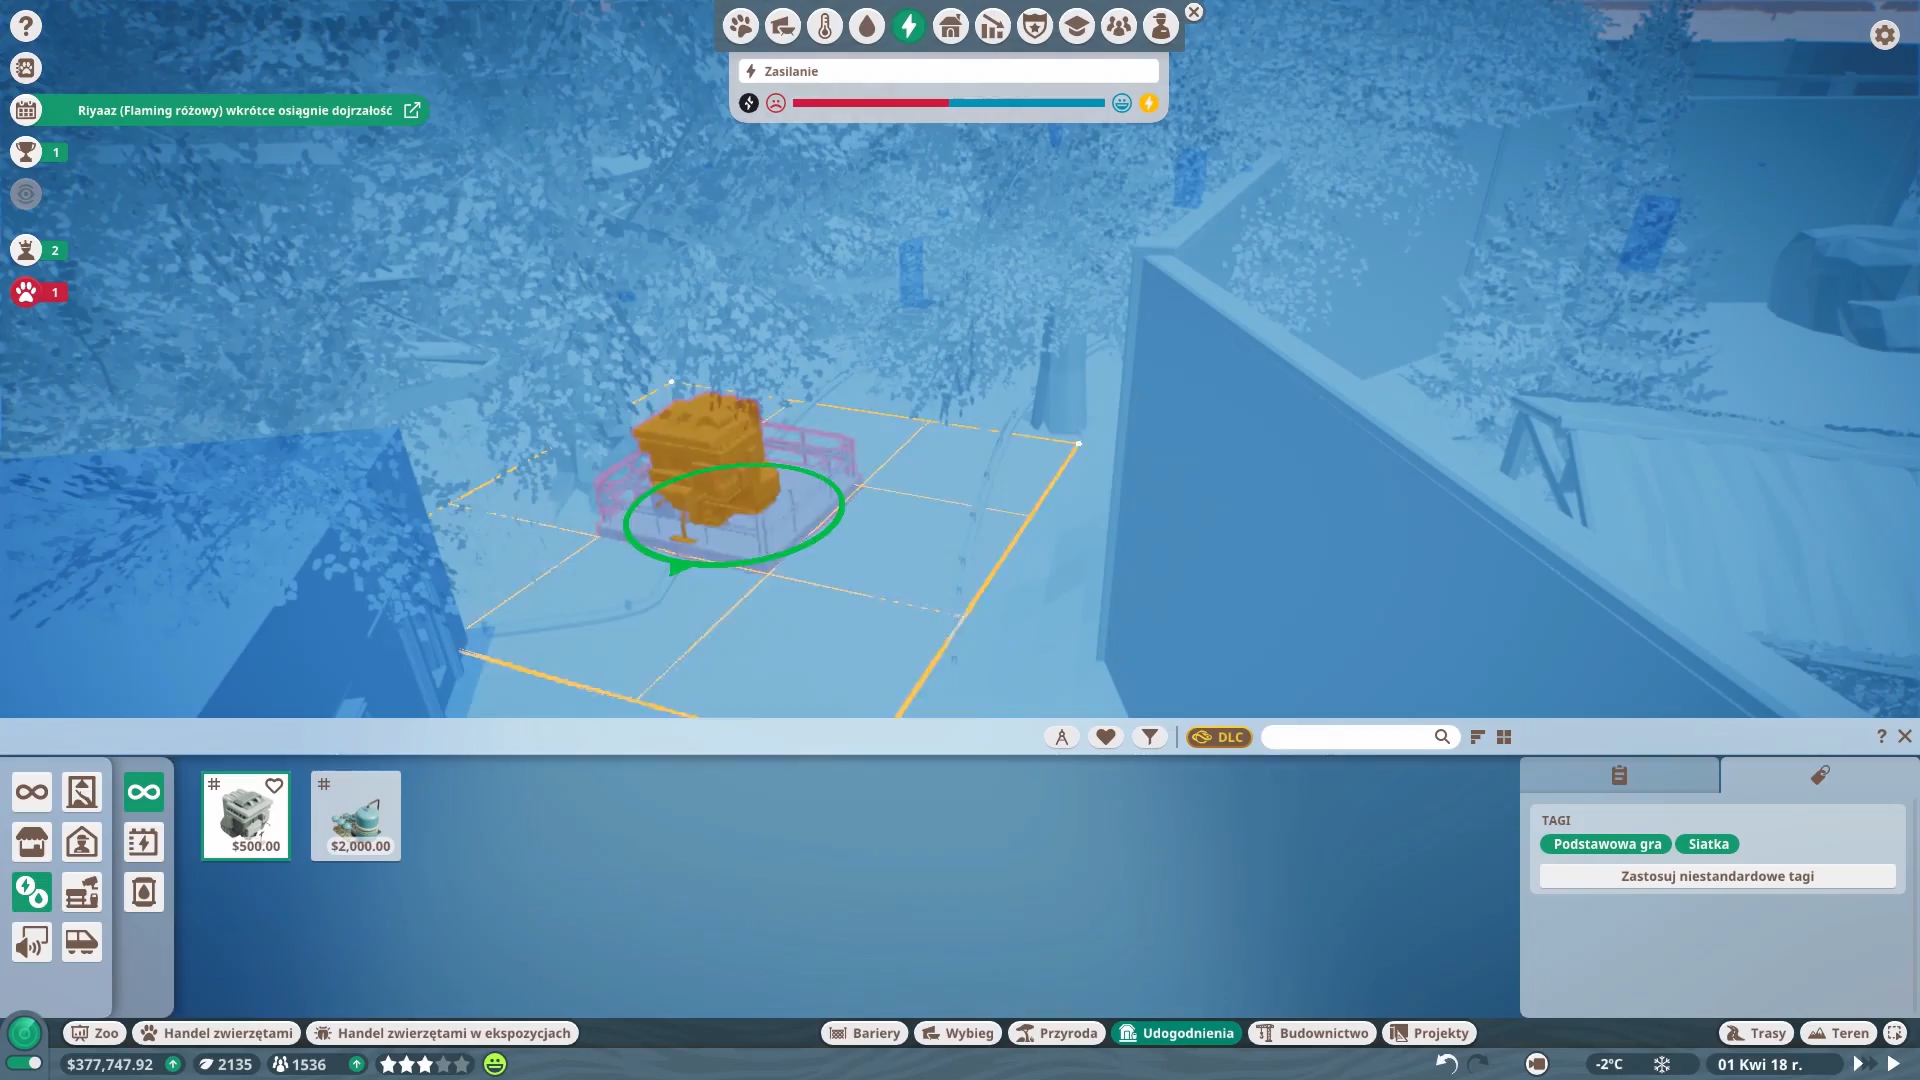 Zasilanie
Riyaaz (Flaming różowy) wkrótce osiągnie dojrzałość
1
2
1
DLC
$500.00
$2,000.00
TAGI
Podstawowa gra
Siatka
Zastosuj niestandardowe tagi
Zoo
Handel zwierzętami
Handel zwierzętami w ekspozycjach
Bariery
Wybieg
Przyroda
Udogodnienia
Budownictwo
Projekty
Trasy
Teren
$377,747.92
2135
1536
-2°C
01 Kwi 18 r.